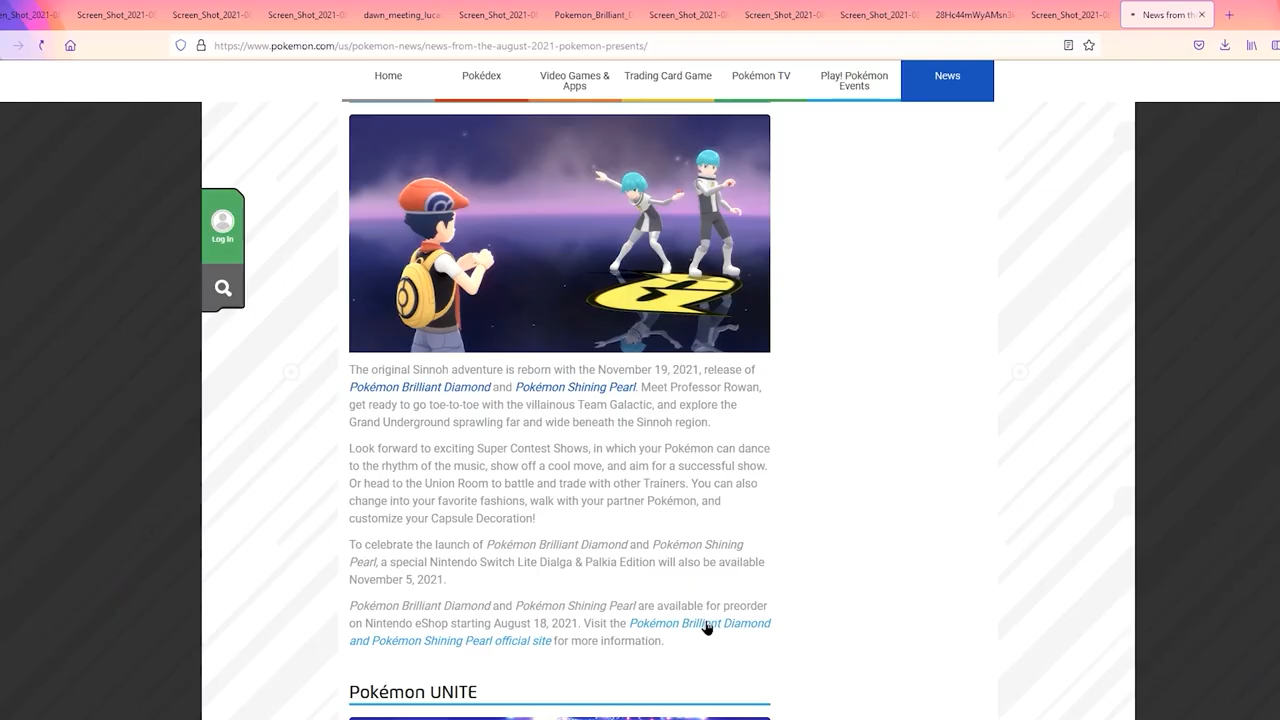 een_Shot_2021-08 Screen_Shot_2021-08 Screen_Shot_2021-08 Screen_Shot_2021-08 dawn_meeting_luca Screen_Shot_2021-08 Pokemon_Brilliant_D Screen_Shot_2021-08 Screen_Shot_2021-08 Screen_Shot_2021-08 Screen_Shot_2021-08 News from th
https://www.pokemon.com/us/pokemon-news/news-from-the-august-2021-pokemon-presents/
Home Pokédex Video Games & Apps Trading Card Game Pokémon TV Play! Pokémon Events News
Log In
The original Sinnoh adventure is reborn with the November 19, 2021, release of
Pokémon Brilliant Diamond and Pokémon Shining Pearl. Meet Professor Rowan,
get ready to go toe-to-toe with the villainous Team Galactic, and explore the
Grand Underground sprawling far and wide beneath the Sinnoh region.
Look forward to exciting Super Contest Shows, in which your Pokémon can dance
to the rhythm of the music, show off a cool move, and aim for a successful show.
Or head to the Union Room to battle and trade with other Trainers. You can also
change into your favorite fashions, walk with your partner Pokémon, and
customize your Capsule Decoration!
To celebrate the launch of Pokémon Brilliant Diamond and Pokémon Shining
Pearl, a special Nintendo Switch Lite Dialga & Palkia Edition will also be available
November 5, 2021.
Pokémon Brilliant Diamond and Pokémon Shining Pearl are available for preorder
on Nintendo eShop starting August 18, 2021. Visit the Pokémon Brilliant Diamond
and Pokémon Shining Pearl official site for more information.
Pokémon UNITE